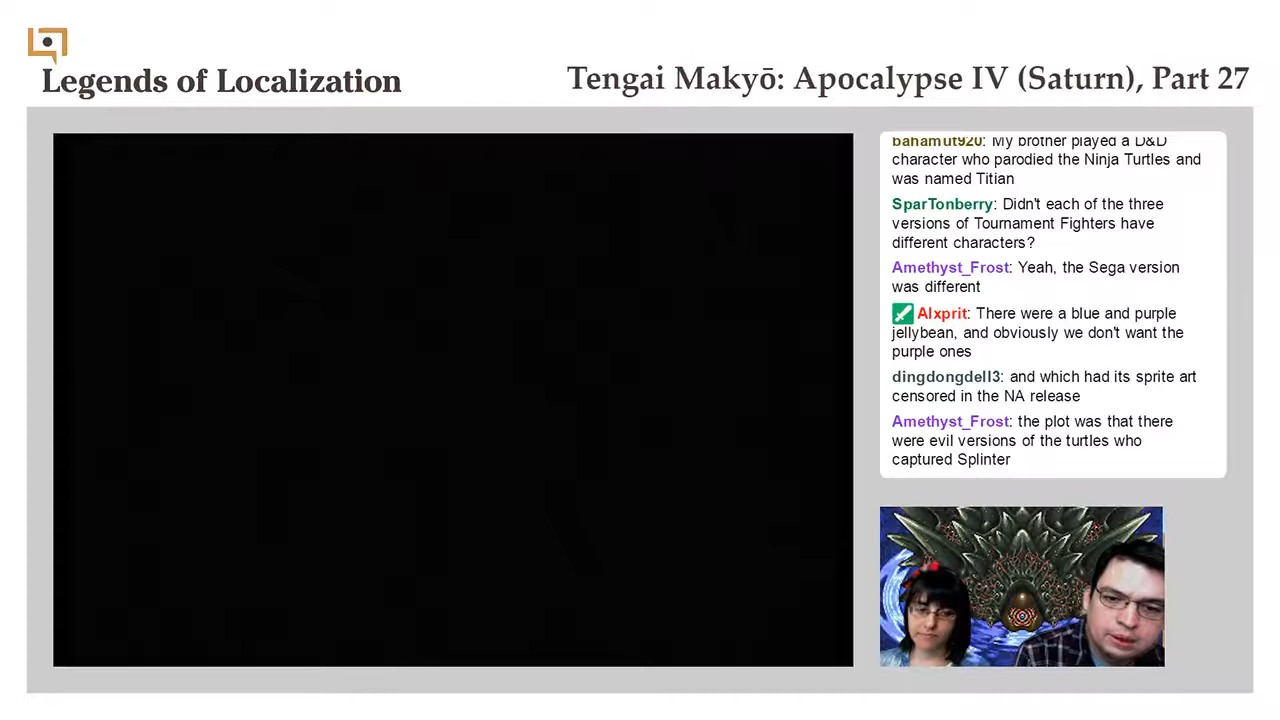 Legends of Localization
Tengai Makyō: Apocalypse IV (Saturn), Part 27
bahamut920: My brother played a D&D
character who parodied the Ninja Turtles and
was named Titian
SparTonberry: Didn't each of the three
versions of Tournament Fighters have
different characters?
Amethyst_Frost: Yeah, the Sega version
was different
Alxprit: There were a blue and purple
jellybean, and obviously we don't want the
purple ones
dingdongdell3: and which had its sprite art
censored in the NA release
Amethyst_Frost: the plot was that there
were evil versions of the turtles who
captured Splinter